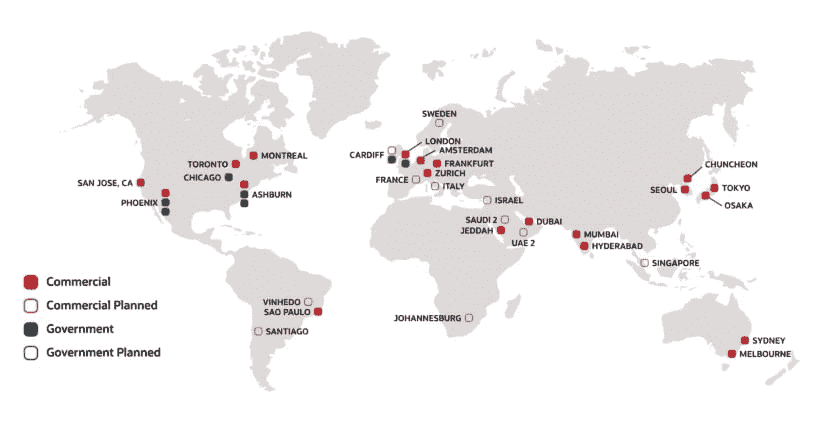 SWEDEN
LONDON
AMSTERDAM
CARDIFF
MONTREAL
TORONTO
FRANKFURT
CHUNCHEON
ZURICH
CHICAGO
FRANCE
SAN JOSE, CA
ITALY
SEOUL
TOKYO
ASHBURN
ISRAEL
PHOENIX
OSAKA
SAUDI 2
DUBAI
JEDDAH
MUMBAI
UAE 2
HYDERABAD
SINGAPORE
Commercial
Commercial Planned
Government
Government Planned
VINHEDO
SAO PAULO
JOHANNESBURG
SANTIAGO
SYDNEY
MELBOURNE